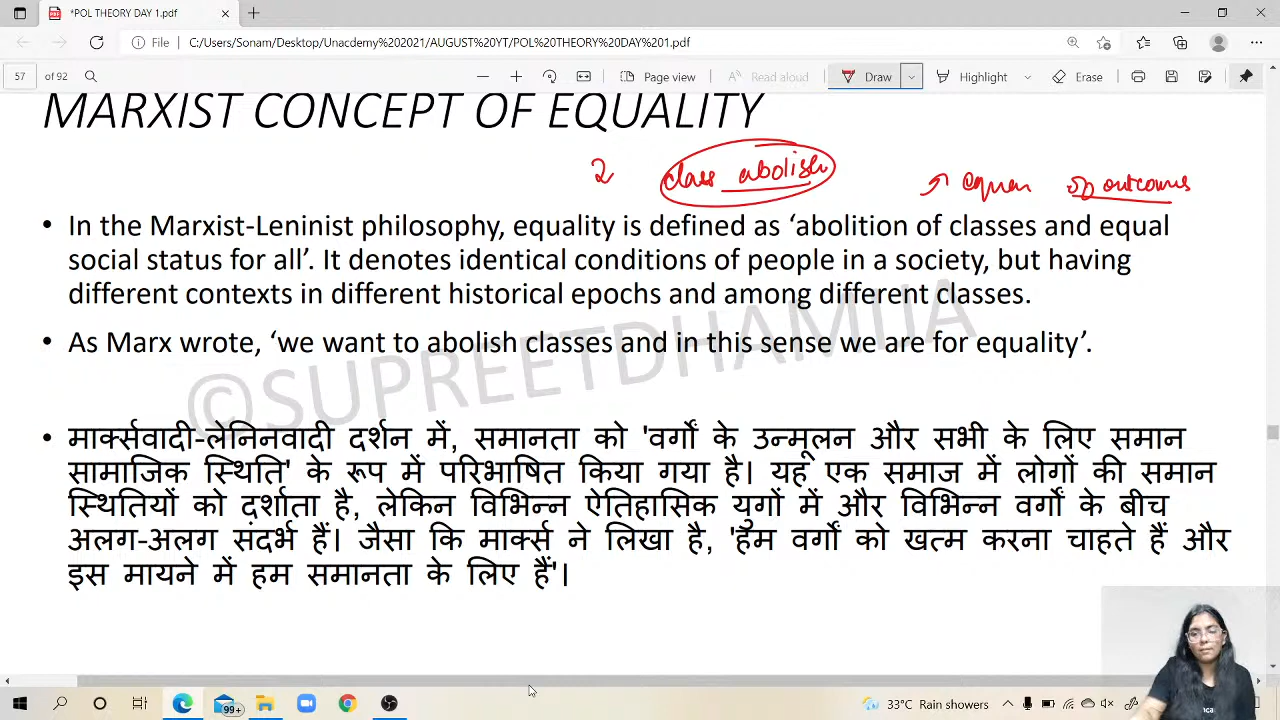 *POL THEORY DAY 1.pdf
File
C:/Users/Sonam/Desktop/Unacdemy%202021/AUGUST%20YT/POL%20THEORY%20DAY%201.pdf
57 of 92
Page view
Read aloud
Draw
Highlight
Erase
MARXIST CONCEPT OF EQUALITY
class abolish
of outcomes
• In the Marxist-Leninist philosophy, equality is defined as ‘abolition of classes and equal
social status for all’. It denotes identical conditions of people in a society, but having
different contexts in different historical epochs and among different classes.
• As Marx wrote, ‘we want to abolish classes and in this sense we are for equality’.
©SUPREETDHAMIJA
• मार्क्सवादी-लेनिनवादी दर्शन में, समानता को 'वर्गों के उन्मूलन और सभी के लिए समान
सामाजिक स्थिति' के रूप में परिभाषित किया गया है। यह एक समाज में लोगों की समान
स्थितियों को दर्शाता है, लेकिन विभिन्न ऐतिहासिक युगों में और विभिन्न वर्गों के बीच
अलग-अलग संदर्भ हैं। जैसा कि मार्क्स ने लिखा है, 'हम वर्गों को खत्म करना चाहते हैं और
इस मायने में हम समानता के लिए हैं'।
99+
33°C Rain showers